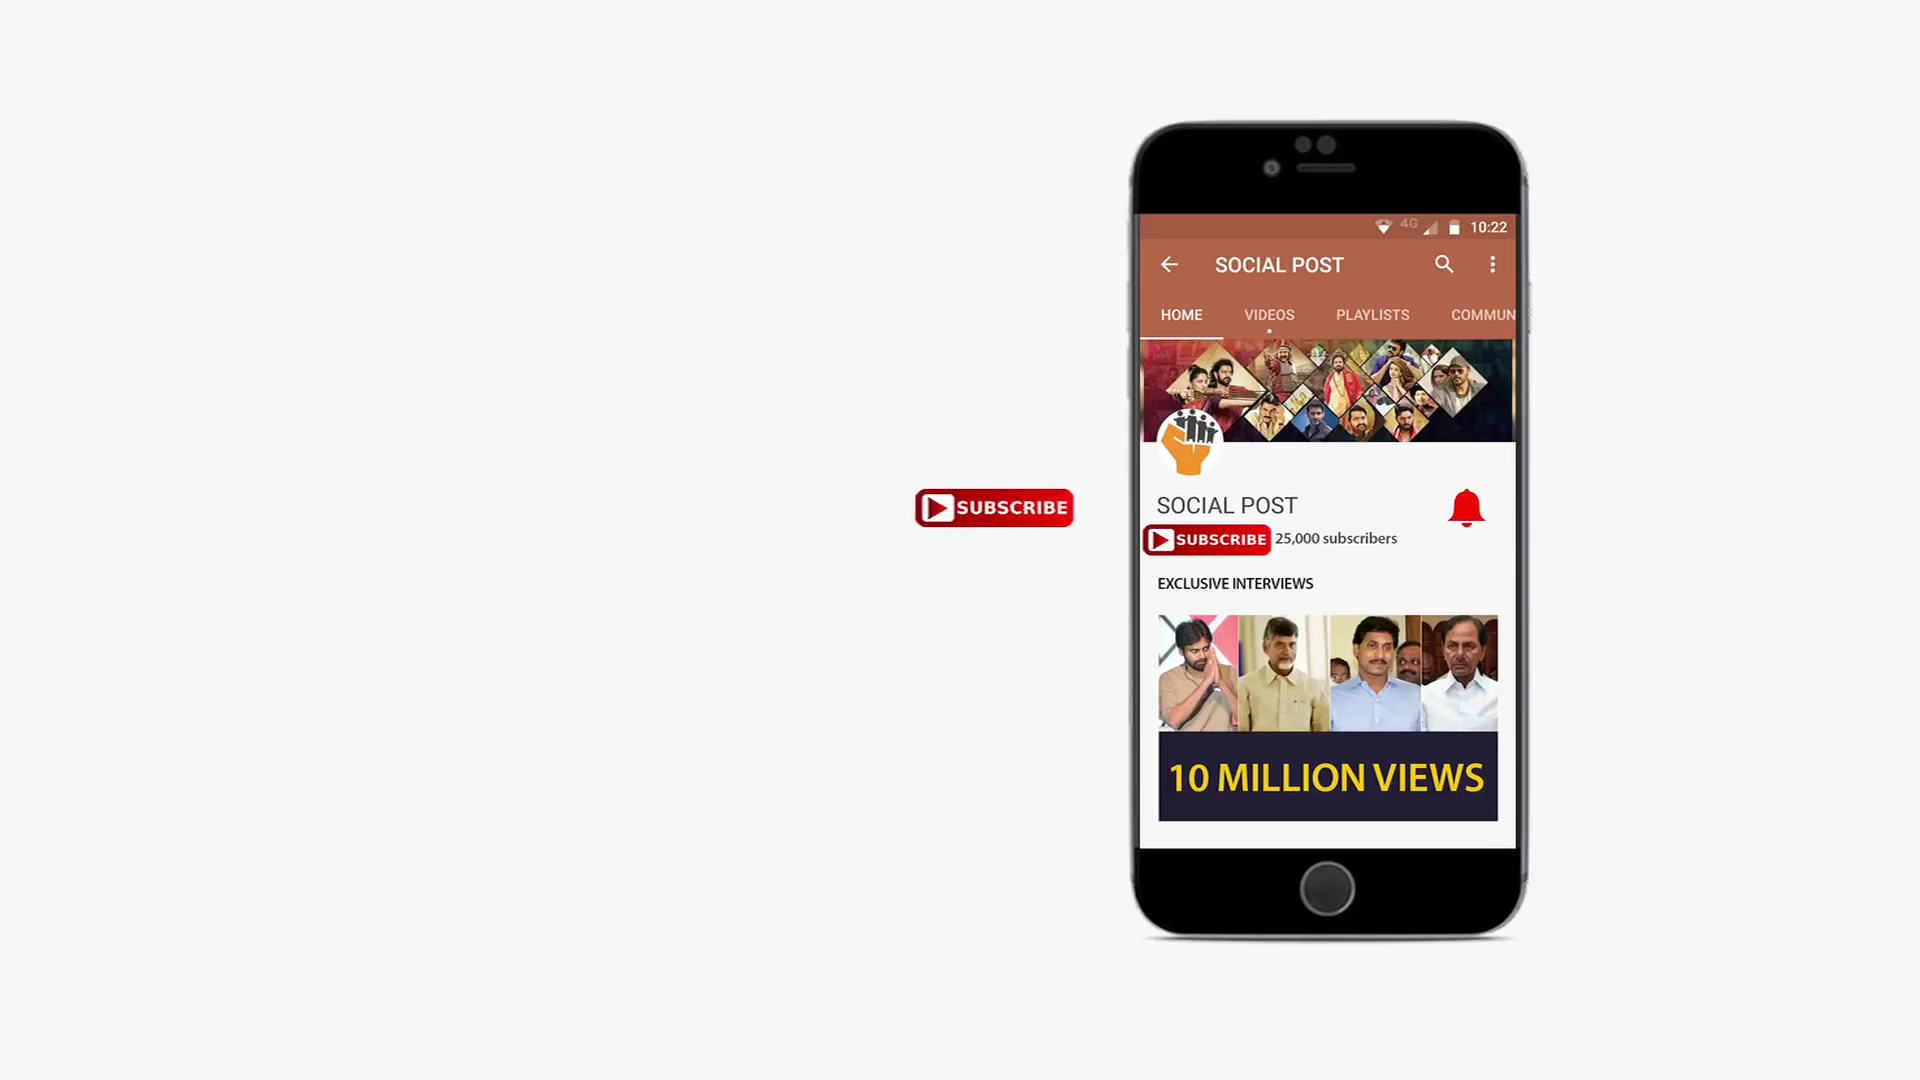 4G 10:22
SOCIAL POST
HOME VIDEOS PLAYLISTS COMMUN
SOCIAL POST
SUBSCRIBE
SUBSCRIBE 25,000 subscribers
EXCLUSIVE INTERVIEWS
10 MILLION VIEWS